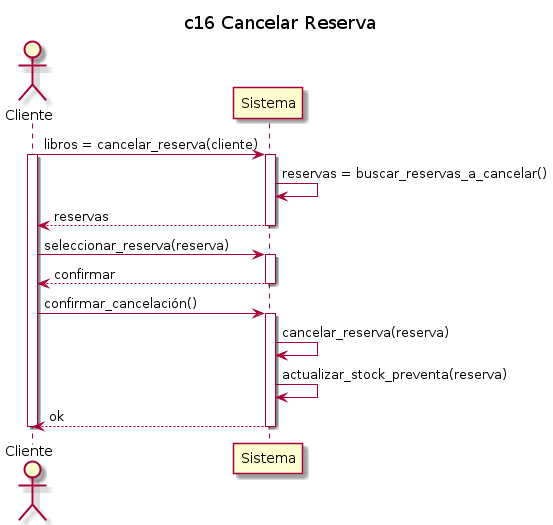 c16 Cancelar Reserva
Cliente
Sistema
libros = cancelar_reserva(cliente)
reservas = buscar_reservas_a_cancelar()
reservas
seleccionar_reserva(reserva)
confirmar
confirmar_cancelación()
cancelar_reserva(reserva)
actualizar_stock_preventa(reserva)
ok
Cliente
Sistema